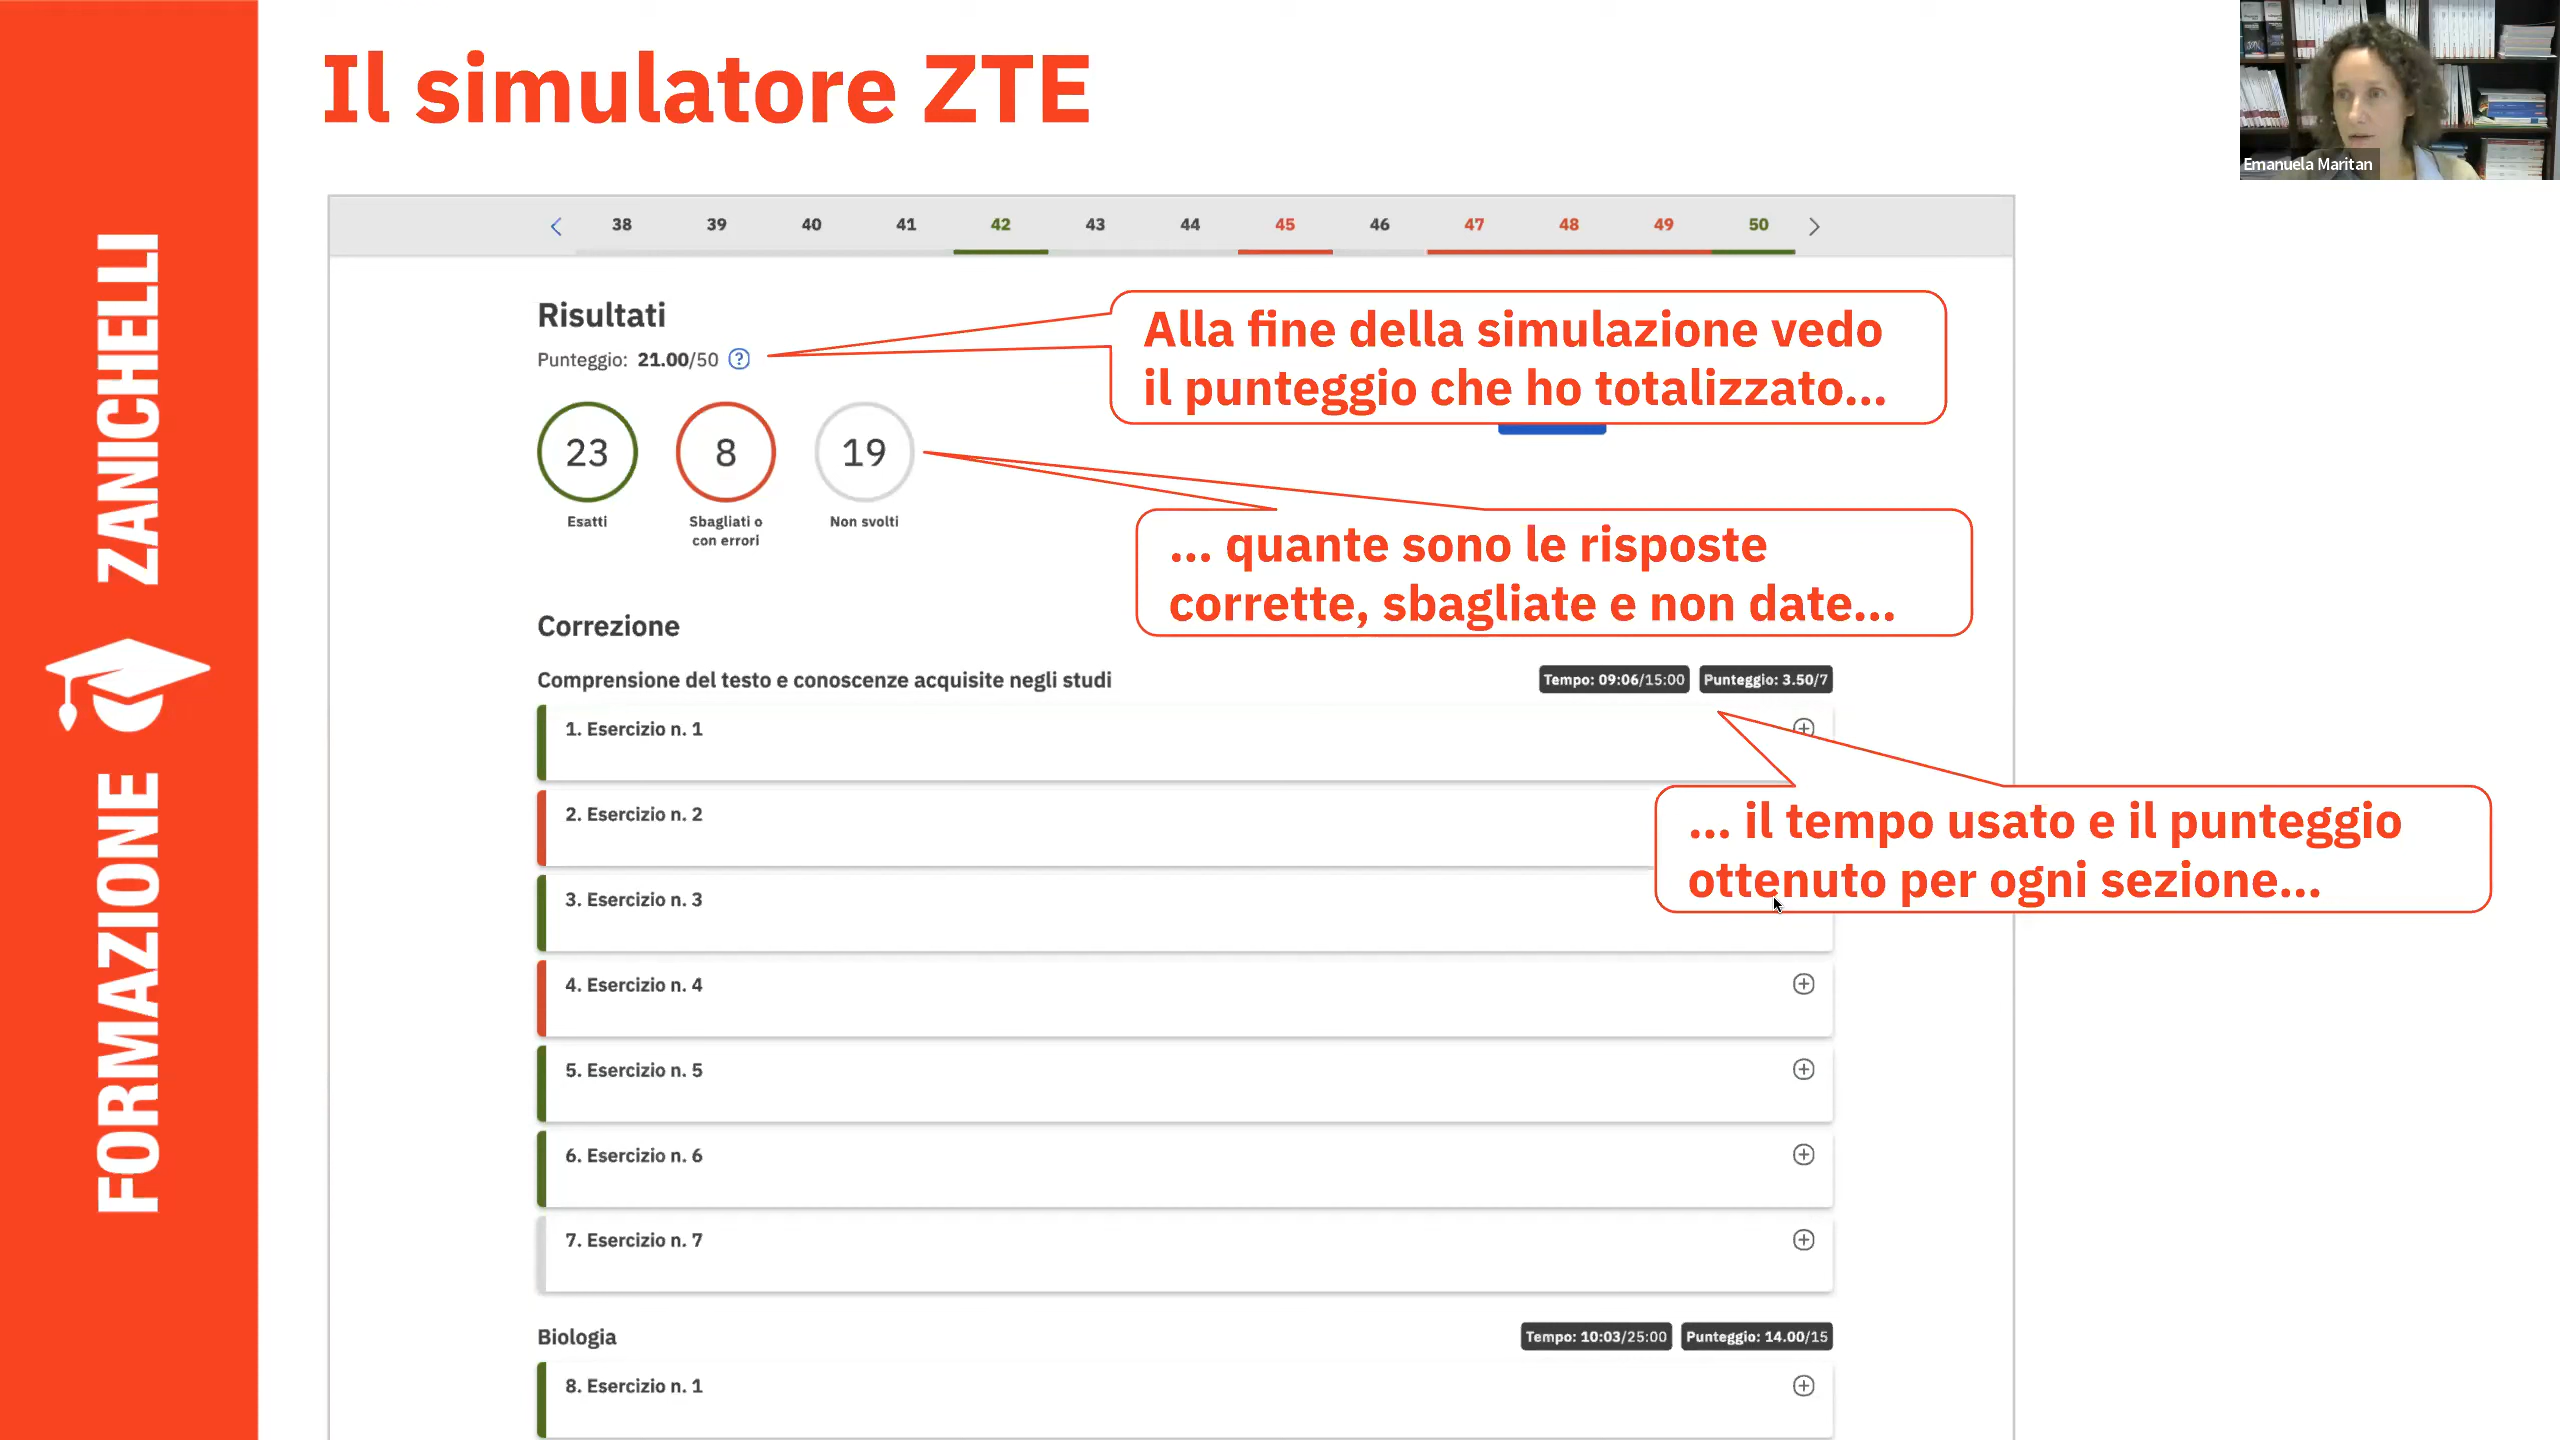 FORMAZIONE ZANICHELLI
Il simulatore ZTE
Emanuela Maritan
38 39 40 41 42 43 44 45 46 47 48 49 50
Risultati
Punteggio: 21.00/50 ?
Alla fine della simulazione vedo
il punteggio che ho totalizzato...
23 8 19
Esatti
Sbagliati o
con errori
Non svolti
... quante sono le risposte
corrette, sbagliate e non date...
Correzione
Comprensione del testo e conoscenze acquisite negli studi
Tempo: 09:06/15:00 Punteggio: 3.50/7
1. Esercizio n. 1
2. Esercizio n. 2
... il tempo usato e il punteggio
ottenuto per ogni sezione...
3. Esercizio n. 3
4. Esercizio n. 4
5. Esercizio n. 5
6. Esercizio n. 6
7. Esercizio n. 7
Biologia
Tempo: 10:03/25:00 Punteggio: 14.00/15
8. Esercizio n. 1